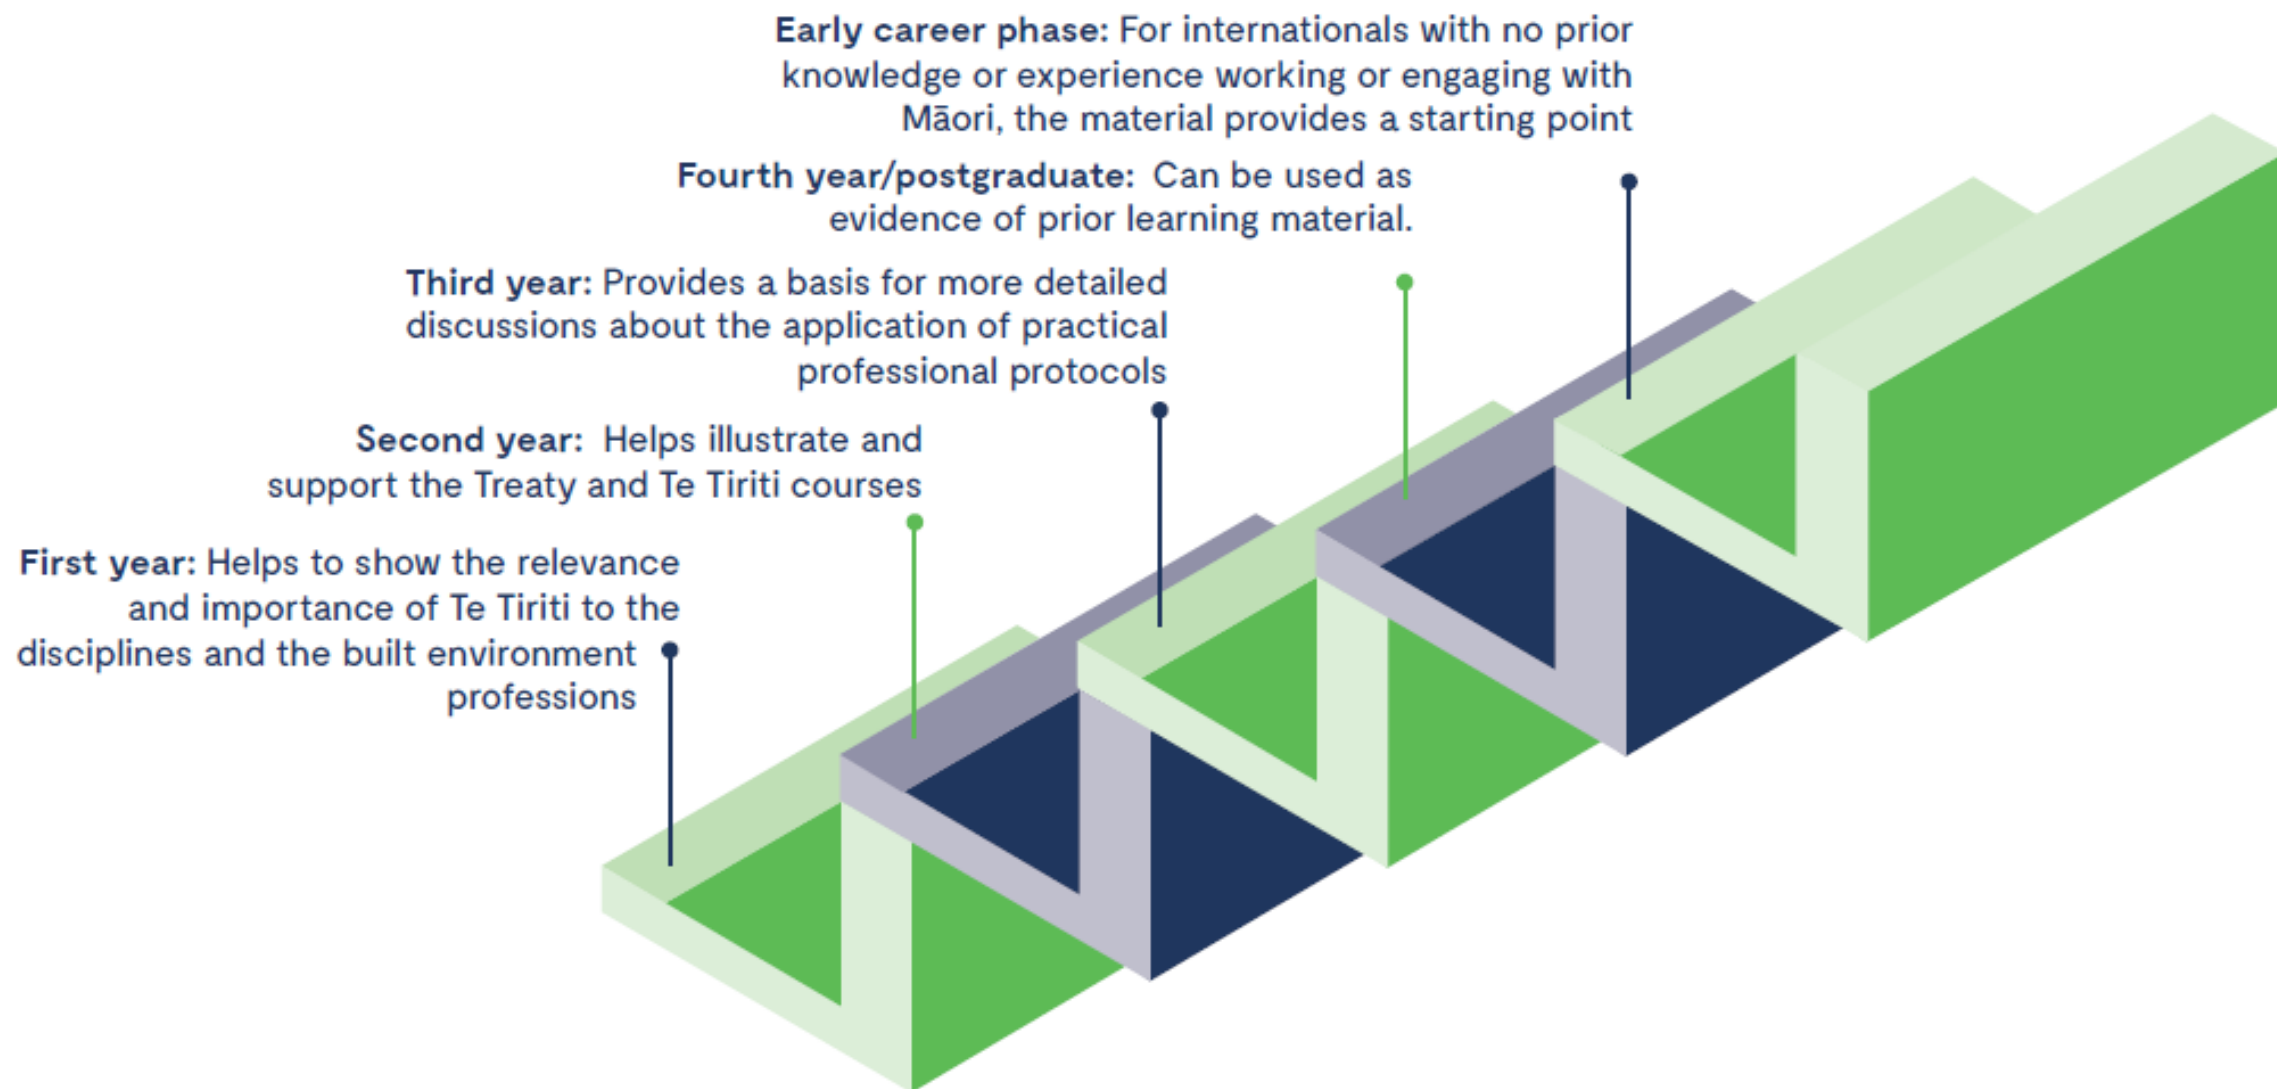 Early career phase: For internationals with no prior
knowledge or experience working or engaging with
Māori, the material provides a starting point
Fourth year/postgraduate: Can be used as
evidence of prior learning material.
Third year: Provides a basis for more detailed
discussions about the application of practical
professional protocols
Second year: Helps illustrate and
support the Treaty and Te Tiriti courses
First year: Helps to show the relevance
and importance of Te Tiriti to the
disciplines and the built environment
professions